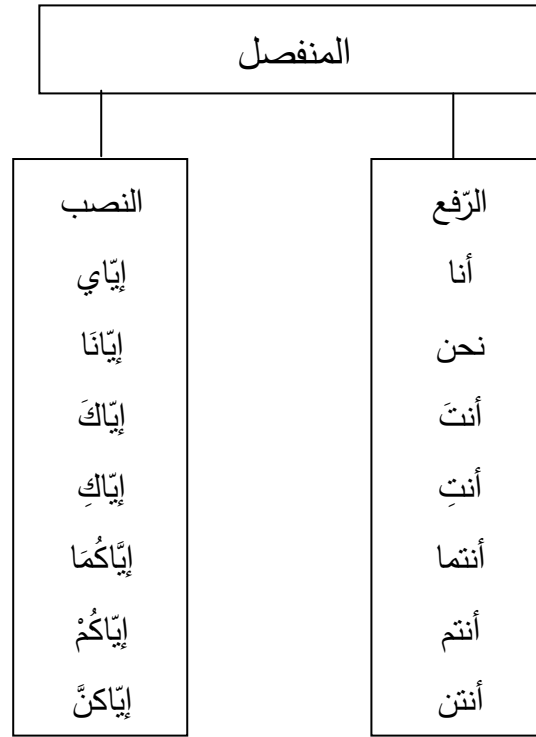 المنفصل
الرّفع
أنا
نحن
أنتَ
أنتِ
أنتما
أنتم
أنتن
النصب
إيّاي
إيّانَا
إيّاكَ
إيّاكِ
إيَّاكُمَا
إيّاكُمْ
إيّاكنَّ